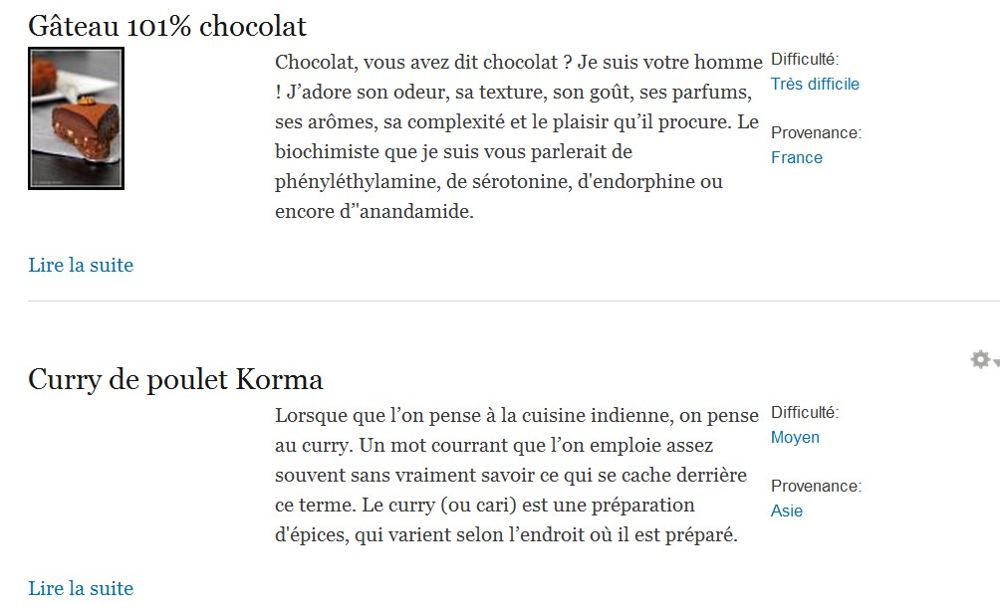 Gâteau 101% chocolat
Chocolat, vous avez dit chocolat ? Je suis votre homme
! J’adore son odeur, sa texture, son goût, ses parfums,
ses arômes, sa complexité et le plaisir qu’il procure. Le
biochimiste que je suis vous parlerait de
phényléthylamine, de sérotonine, d'endorphine ou
encore d’'anandamide.
Difficulté:
Très difficile
Provenance:
France
Lire la suite
Curry de poulet Korma
Lorsque que l’on pense à la cuisine indienne, on pense
au curry. Un mot courrant que l’on emploie assez
souvent sans vraiment savoir ce qui se cache derrière
ce terme. Le curry (ou cari) est une préparation
d'épices, qui varient selon l’endroit où il est préparé.
Difficulté:
Moyen
Provenance:
Asie
Lire la suite